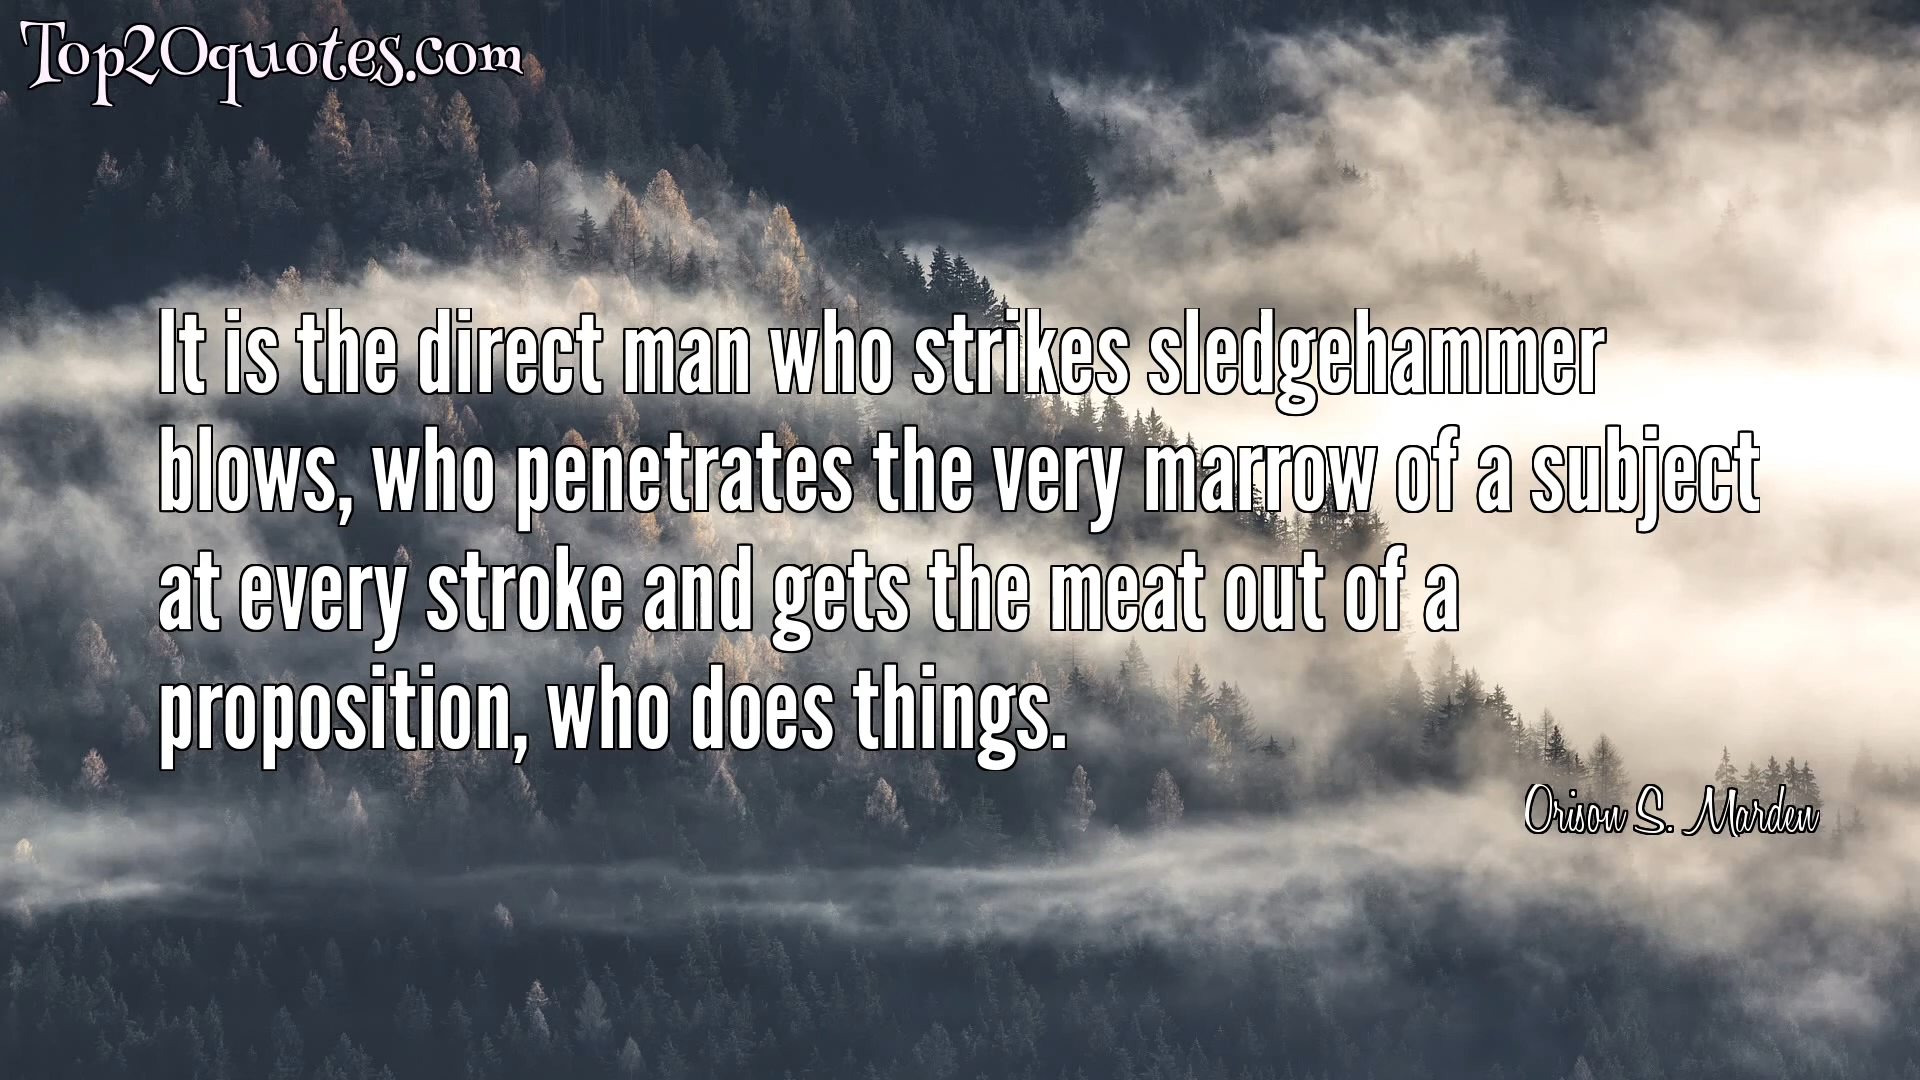 Top20quotes.com
It is the direct man who strikes sledgehammer
blows, who penetrates the very marrow of a subject
at every stroke and gets the meat out of a
proposition, who does things.
Orison S. Marden